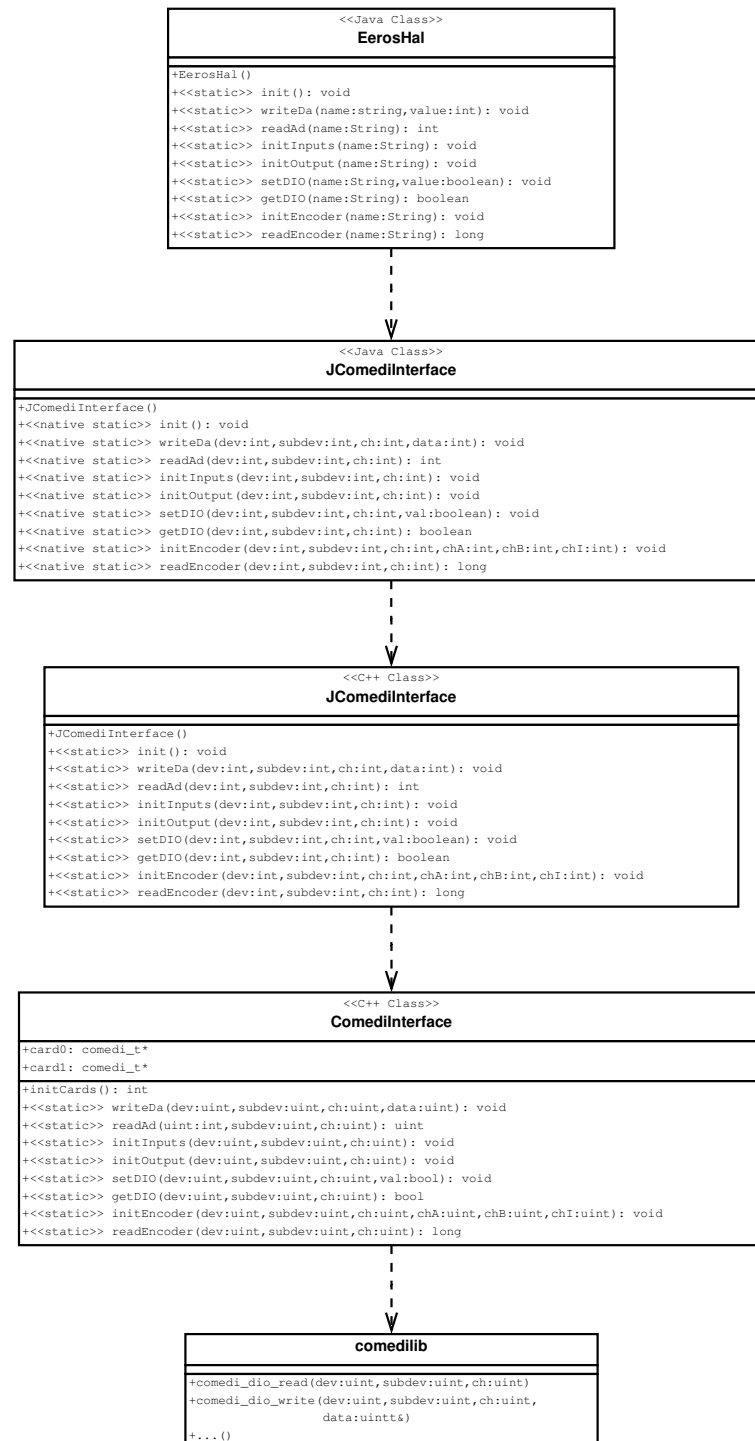 <<Java Class>>
EerosHal
+EerosHal()
+<<static>> init(): void
+<<static>> writeDa(name:string,value:int): void
+<<static>> readAd(name:String): int
+<<static>> initInputs(name:String): void
+<<static>> initOutput(name:String): void
+<<static>> setDIO(name:String,value:boolean): void
+<<static>> getDIO(name:String): boolean
+<<static>> initEncoder(name:String): void
+<<static>> readEncoder(name:String): long
<<Java Class>>
JComediInterface
+JComediInterface()
+<<native static>> init(): void
+<<native static>> writeDa(dev:int,subdev:int,ch:int,data:int): void
+<<native static>> readAd(dev:int,subdev:int,ch:int): int
+<<native static>> initInputs(dev:int,subdev:int,ch:int): void
+<<native static>> initOutput(dev:int,subdev:int,ch:int): void
+<<native static>> setDIO(dev:int,subdev:int,ch:int,val:boolean): void
+<<native static>> getDIO(dev:int,subdev:int,ch:int): boolean
+<<native static>> initEncoder(dev:int,subdev:int,ch:int,chA:int,chB:int,chI:int): void
+<<native static>> readEncoder(dev:int,subdev:int,ch:int): long
<<C++ Class>>
JComediInterface
+JComediInterface()
+<<static>> init(): void
+<<static>> writeDa(dev:int,subdev:int,ch:int,data:int): void
+<<static>> readAd(dev:int,subdev:int,ch:int): int
+<<static>> initInputs(dev:int,subdev:int,ch:int): void
+<<static>> initOutput(dev:int,subdev:int,ch:int): void
+<<static>> setDIO(dev:int,subdev:int,ch:int,val:boolean): void
+<<static>> getDIO(dev:int,subdev:int,ch:int): boolean
+<<static>> initEncoder(dev:int,subdev:int,ch:int,chA:int,chB:int,chI:int): void
+<<static>> readEncoder(dev:int,subdev:int,ch:int): long
<<C++ Class>>
ComediInterface
+card0: comedi_t*
+card1: comedi_t*
+initCards(): int
+<<static>> writeDa(dev:uint,subdev:uint,ch:uint,data:uint): void
+<<static>> readAd(uint:int,subdev:uint,ch:uint): uint
+<<static>> initInputs(dev:uint,subdev:uint,ch:uint): void
+<<static>> initOutput(dev:uint,subdev:uint,ch:uint): void
+<<static>> setDIO(dev:uint,subdev:uint,ch:uint,val:bool): void
+<<static>> getDIO(dev:uint,subdev:uint,ch:uint): bool
+<<static>> initEncoder(dev:uint,subdev:uint,ch:uint,chA:uint,chB:uint,chI:uint): void
+<<static>> readEncoder(dev:uint,subdev:uint,ch:uint): long
comedilib
+comedi_dio_read(dev:uint,subdev:uint,ch:uint)
+comedi_dio_write(dev:uint,subdev:uint,ch:uint,
data:uintt&)
+...()